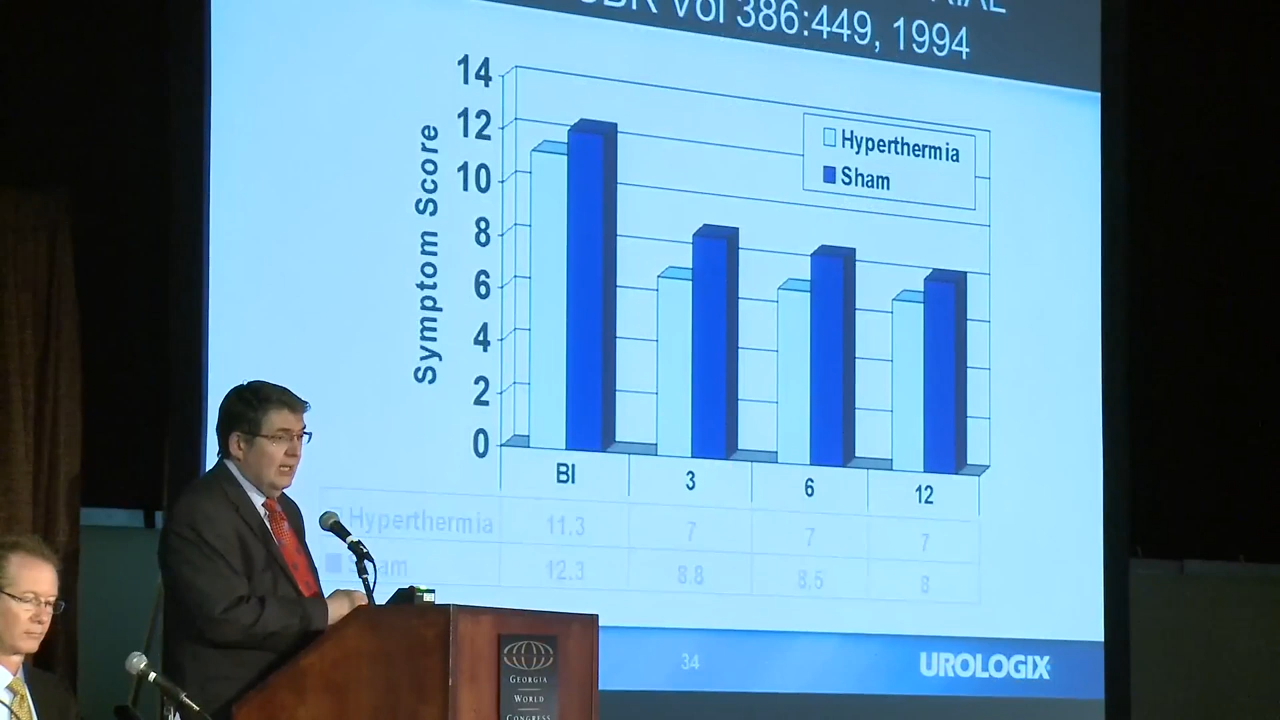 Vol 386:449, 1994
14
12
10
8
6
4
2
0
Symptom Score
Hyperthermia
Sham
BI 3 6 12
Hyperthermia 11.3 7 7 7
12.3 8.8 8.5 8
34
UROLOGIX
GEORGIA
WORLD
CONGRESS